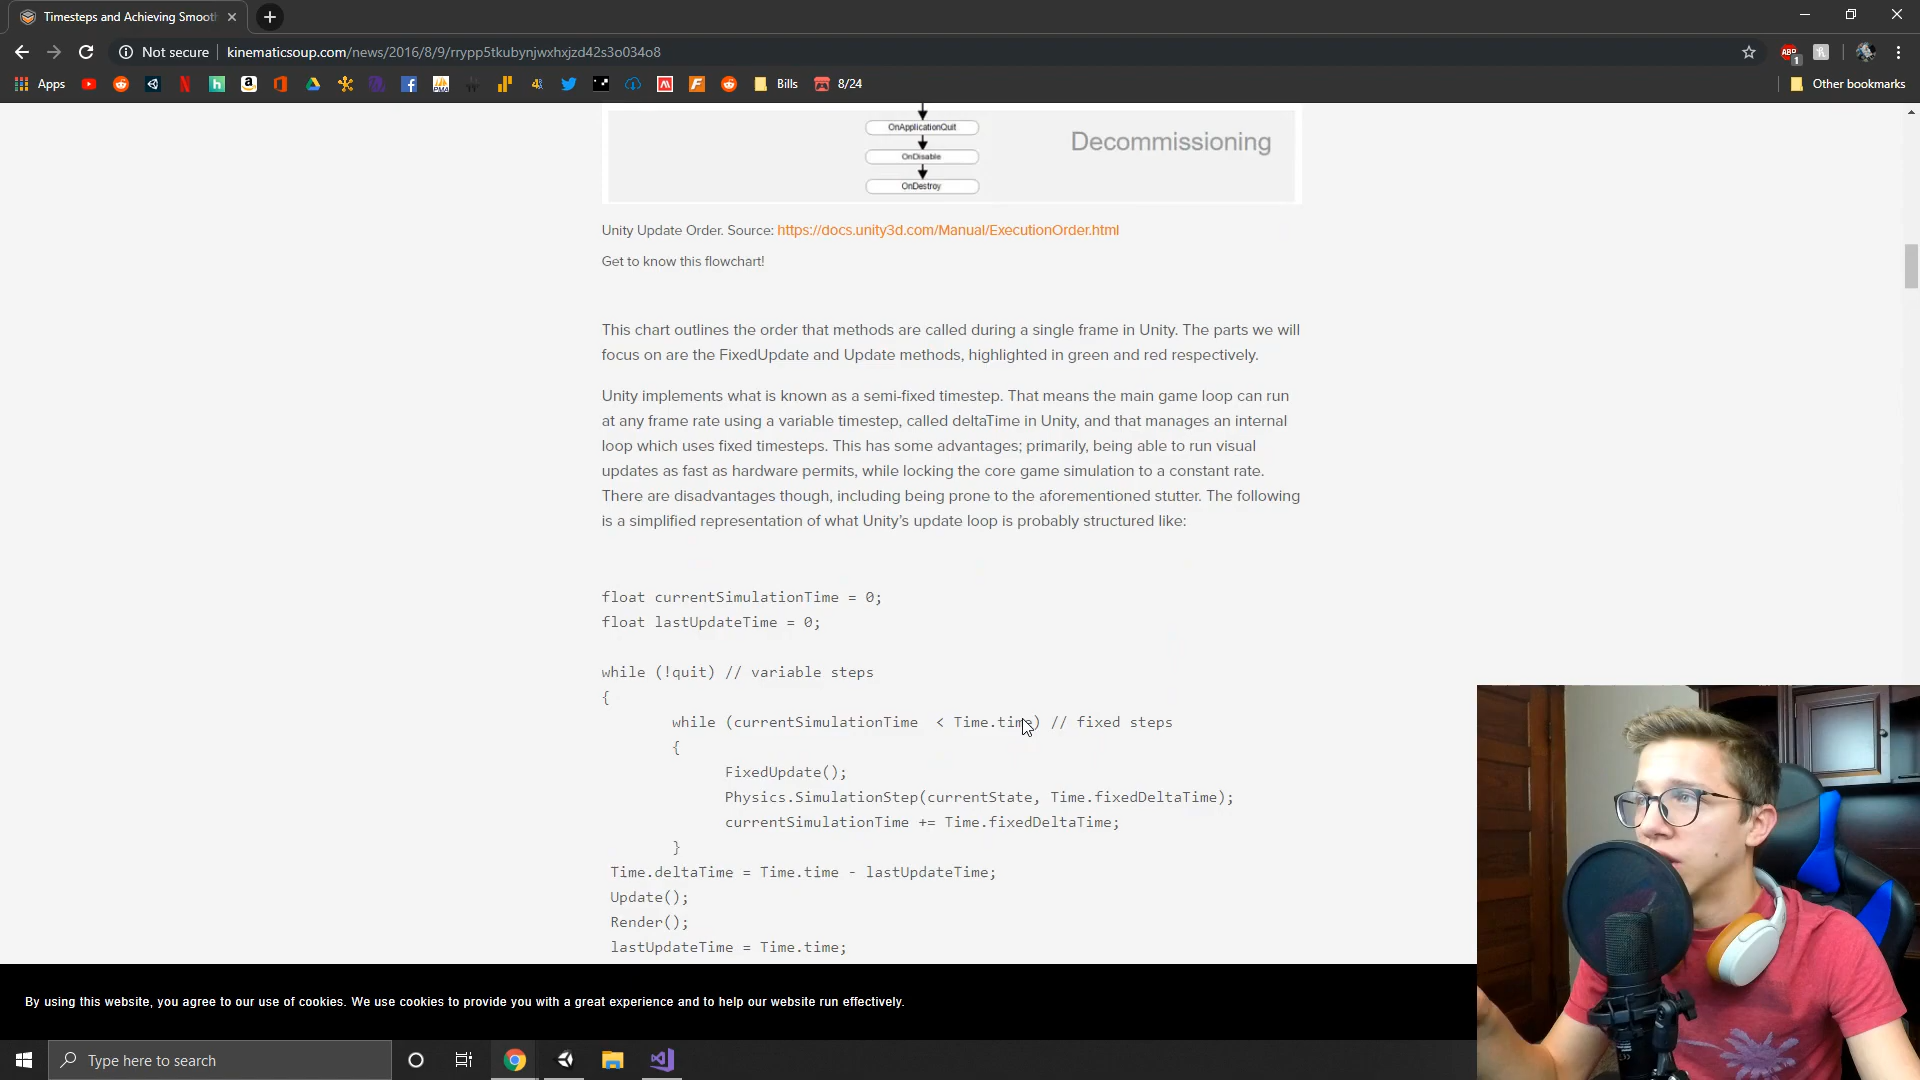 Timesteps and Achieving Smoot
Not secure
kinematicsoup.com/news/2016/8/9/rrypp5tkubynjwxhxjzd42s3o034o8
ABP
1
Apps
Bills
8/24
Other bookmarks
OnApplicationQuit
OnDisable
OnDestroy
Decommissioning
Unity Update Order. Source: https://docs.unity3d.com/Manual/ExecutionOrder.html
Get to know this flowchart!
This chart outlines the order that methods are called during a single frame in Unity. The parts we will
focus on are the FixedUpdate and Update methods, highlighted in green and red respectively.
Unity implements what is known as a semi-fixed timestep. That means the main game loop can run
at any frame rate using a variable timestep, called deltaTime in Unity, and that manages an internal
loop which uses fixed timesteps. This has some advantages; primarily, being able to run visual
updates as fast as hardware permits, while locking the core game simulation to a constant rate.
There are disadvantages though, including being prone to the aforementioned stutter. The following
is a simplified representation of what Unity’s update loop is probably structured like:
float currentSimulationTime = 0;
float lastUpdateTime = 0;
while (!quit) // variable steps
{
while (currentSimulationTime < Time.time) // fixed steps
{
FixedUpdate();
Physics.SimulationStep(currentState, Time.fixedDeltaTime);
currentSimulationTime += Time.fixedDeltaTime;
}
Time.deltaTime = Time.time - lastUpdateTime;
Update();
Render();
lastUpdateTime = Time.time;
By using this website, you agree to our use of cookies. We use cookies to provide you with a great experience and to help our website run effectively.
Type here to search